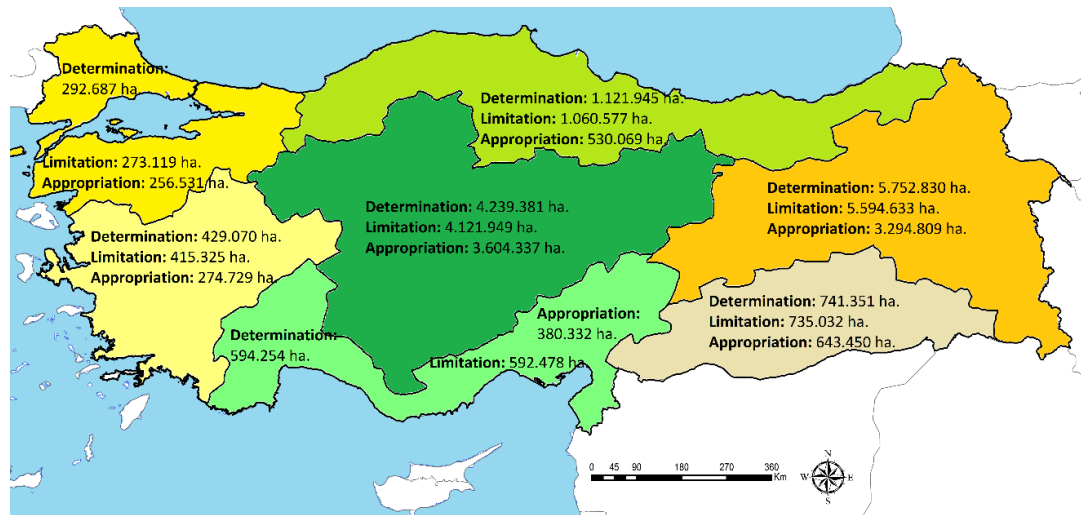 Determination:
292.687 ha.
Limitation: 273.119 ha.
Appropriation: 256.531 ha.
Determination: 1.121.945 ha.
Limitation: 1.060.577 ha.
Appropriation: 530.069 ha.
Determination: 5.752.830 ha.
Limitation: 5.594.633 ha.
Appropriation: 3.294.809 ha.
Determination: 4.239.381 ha.
Limitation: 4.121.949 ha.
Appropriation: 3.604.337 ha.
Determination: 429.070 ha.
Limitation: 415.325 ha.
Appropriation: 274.729 ha.
Determination:
594.254 ha.
Appropriation:
380.332 ha.
Limitation: 592.478 ha.
Determination: 741.351 ha.
Limitation: 735.032 ha.
Appropriation: 643.450 ha.
0 45 90 180 270 360
Km
N
W E
S